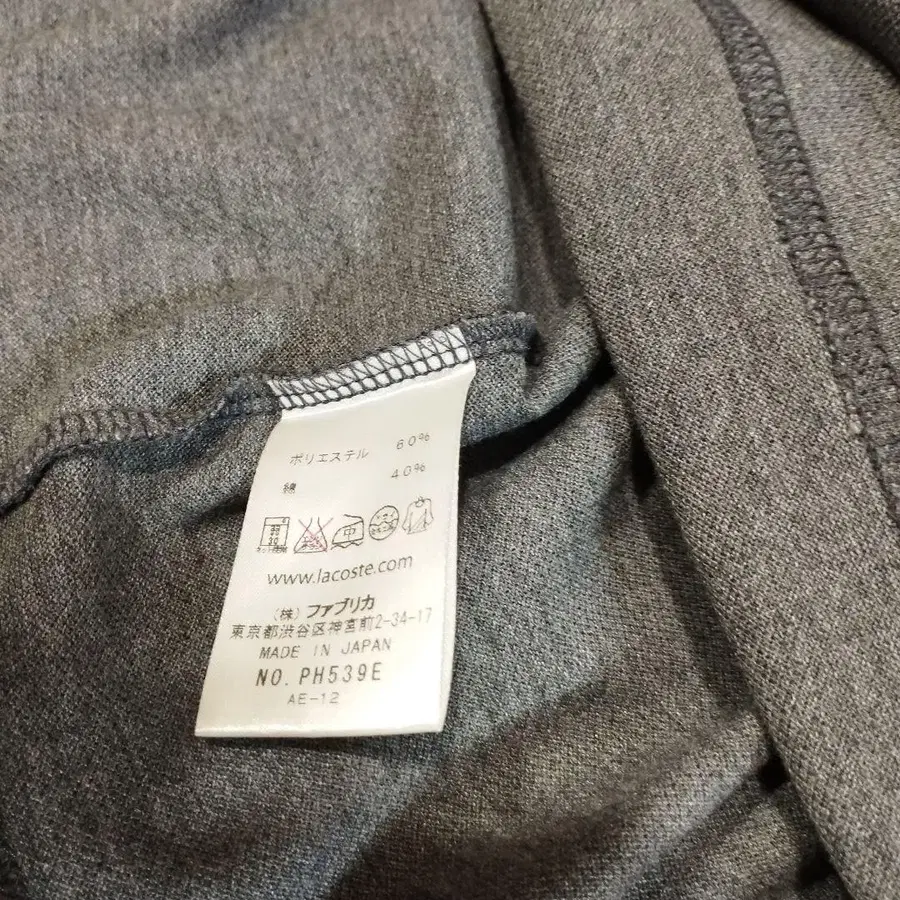 ポリエステル 60%
綿 40%
中
www.lacoste.com
(株) ファブリカ
東京都渋谷区神宮前2-34-17
MADE IN JAPAN
NO. PH539E
AE-12